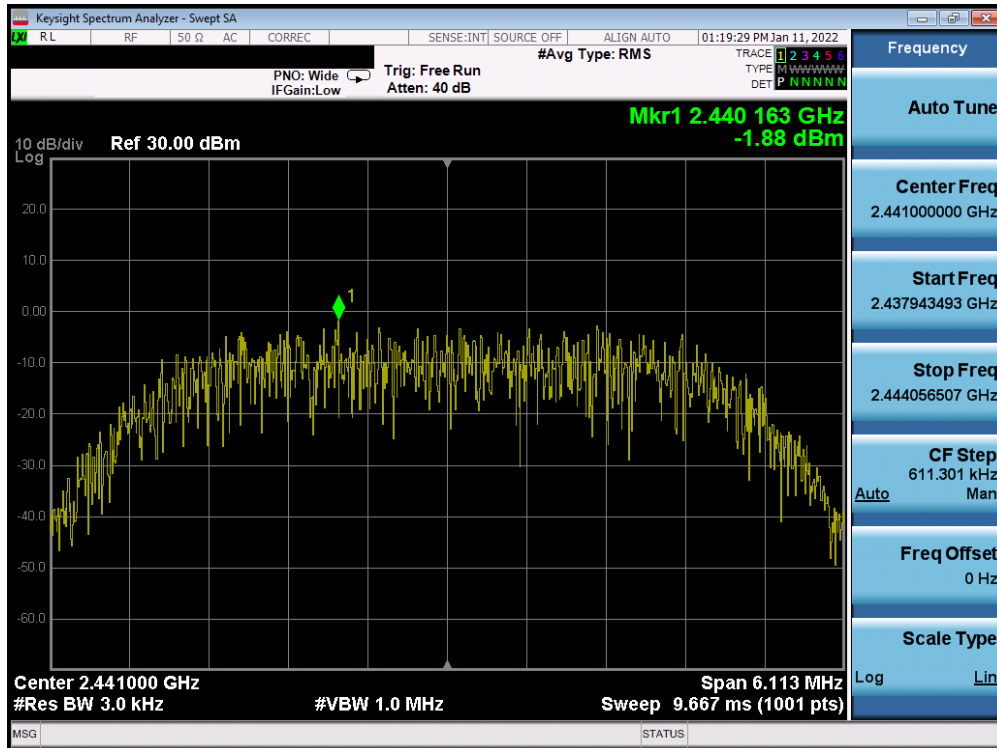 Keysight Spectrum Analyzer - Swept SA
LXI RL RF 50 Ω AC CORREC SENSE:INT SOURCE OFF ALIGN AUTO 01:19:29 PM Jan 11, 2022
#Avg Type: RMS
TRACE 1 2 3 4 5 6
PNO: Wide Trig: Free Run
TYPE M WWWWW
IFGain:Low Atten: 40 dB
DET P N N N N N
Mkr1 2.440 163 GHz
-1.88 dBm
10 dB/div Ref 30.00 dBm
Log
20.0
10.0
1
0.00
-10.0
-20.0
-30.0
-40.0
-50.0
-60.0
Center 2.441000 GHz Span 6.113 MHz
#Res BW 3.0 kHz #VBW 1.0 MHz Sweep 9.667 ms (1001 pts)
MSG STATUS
Frequency
Auto Tune
Center Freq
2.441000000 GHz
Start Freq
2.437943493 GHz
Stop Freq
2.444056507 GHz
CF Step
611.301 kHz
Auto Man
Freq Offset
0 Hz
Scale Type
Log Lin